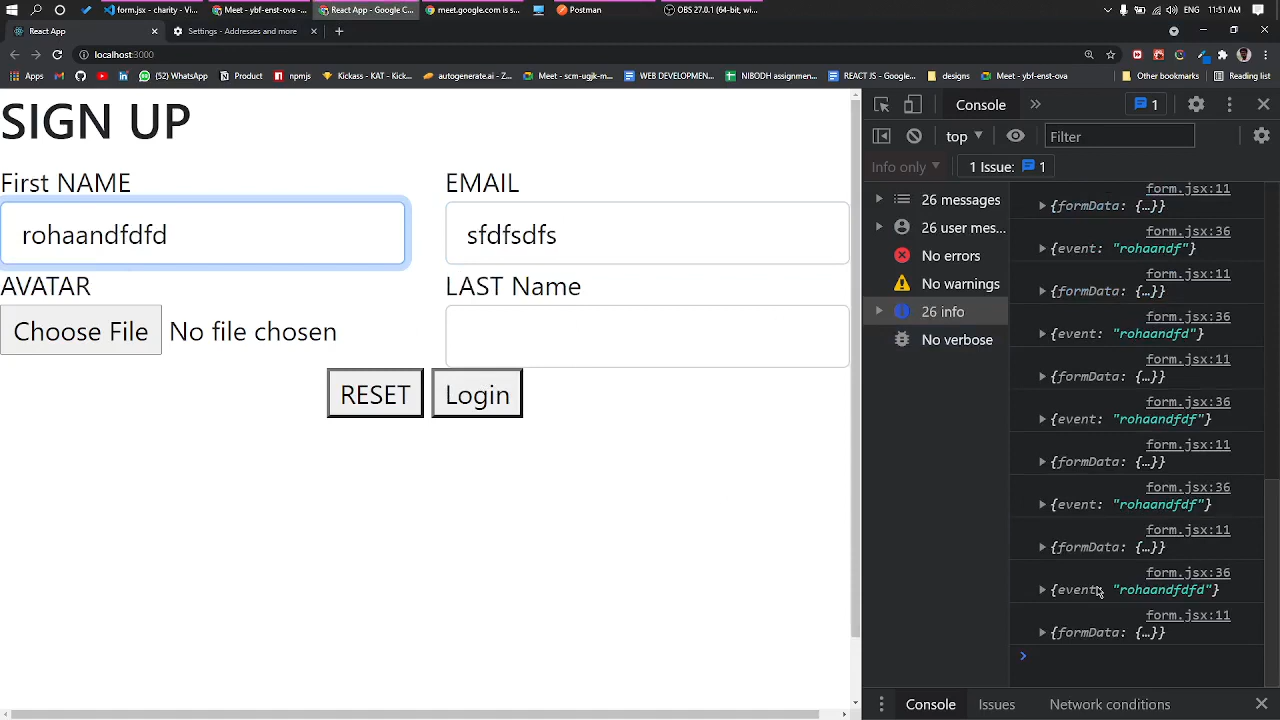 form.jsx - charity - Vi...
Meet - ybf-enst-ova ...
React App - Google C...
meet.google.com is s...
Postman
OBS 27.0.1 (64-bit, wi...
ENG
11:51 AM
React App
Settings - Addresses and more
localhost:3000
Apps
(52) WhatsApp
Product
npmjs
Kickass - KAT - Kick...
autogenerate.ai - Z...
Meet - scm-ugjk-m...
WEB DEVELOPMEN...
NIBODH assignmen...
REACT JS - Google...
designs
Meet - ybf-enst-ova
Other bookmarks
Reading list
SIGN UP
First NAME
EMAIL
rohaandfdfd
sfdfsdfs
AVATAR
LAST Name
Choose File
No file chosen
RESET
Login
Console
1
top
Filter
Info only
1 Issue:
1
26 messages
26 user mes...
No errors
No warnings
26 info
No verbose
form.jsx:11
{formData: {…}}
form.jsx:36
{event: "rohaandf"}
form.jsx:11
{formData: {…}}
form.jsx:36
{event: "rohaandfd"}
form.jsx:11
{formData: {…}}
form.jsx:36
{event: "rohaandfdf"}
form.jsx:11
{formData: {…}}
form.jsx:36
{event: "rohaandfdf"}
form.jsx:11
{formData: {…}}
form.jsx:36
{event: "rohaandfdfd"}
form.jsx:11
{formData: {…}}
Console
Issues
Network conditions